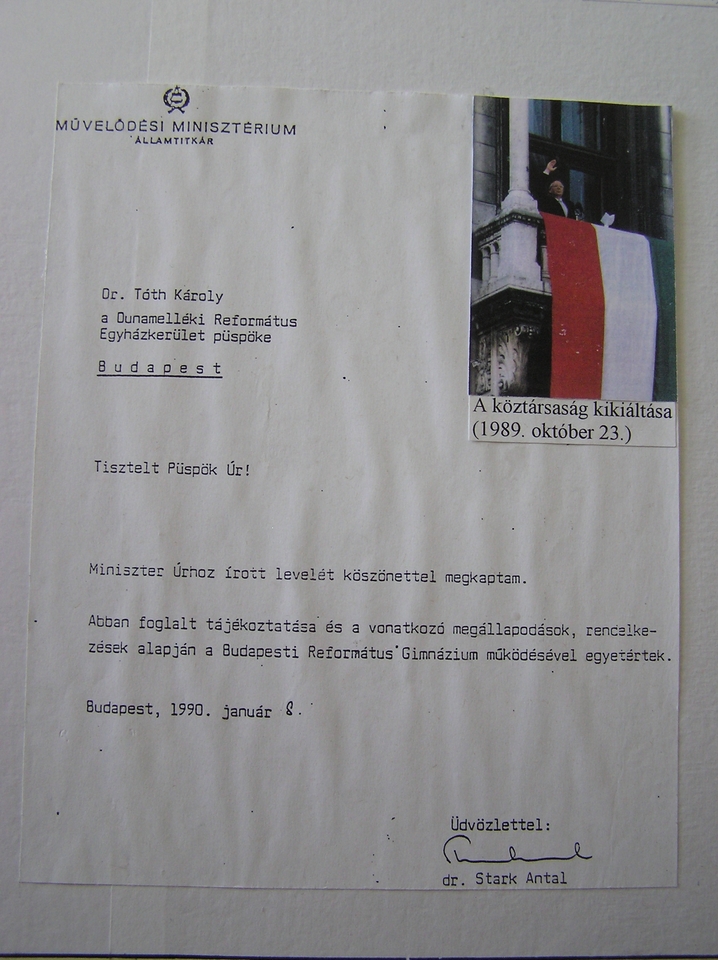 MŰVELŐDÉSI MINISZTÉRIUM
ÁLLAMTITKÁR
A köztársaság kikiáltása
(1989. október 23.)
Dr. Tóth Károly
a Dunamelléki Református
Egyházkerület püspöke
Budapest
Tisztelt Püspök Úr!
Miniszter Úrhoz írott levelét köszönettel megkaptam.
Abban foglalt tájékoztatása és a vonatkozó megállapodások, rendelke-
zések alapján a Budapesti Református Gimnázium működésével egyetértek.
Budapest, 1990. január 8.
Üdvözlettel:
dr. Stark Antal